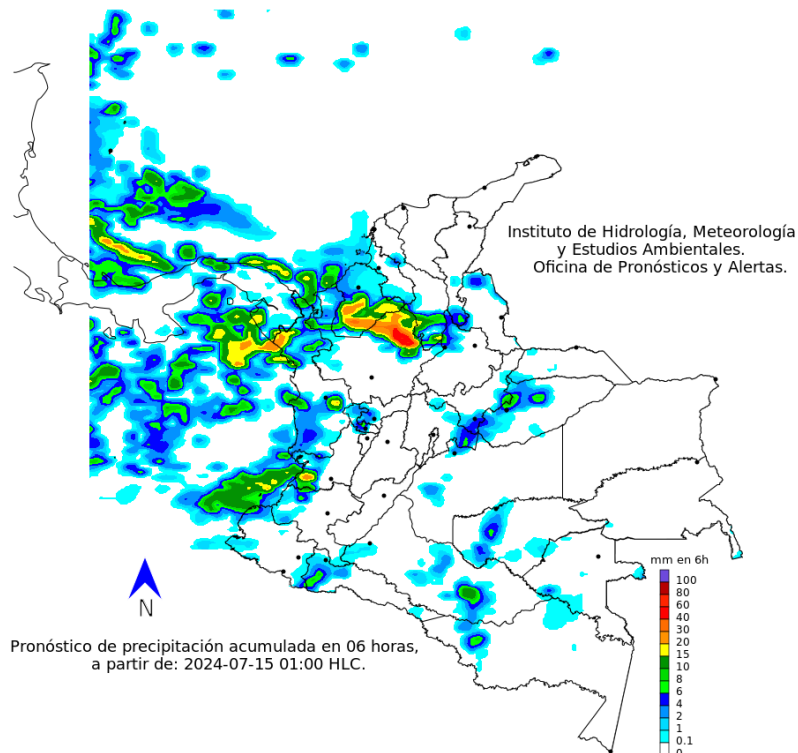 Instituto de Hidrología, Meteorología
y Estudios Ambientales.
Oficina de Pronósticos y Alertas.
mm en 6h
100
80
60
40
30
20
15
10
8
6
4
2
1
0.1
0
N
Pronóstico de precipitación acumulada en 06 horas,
a partir de: 2024-07-15 01:00 HLC.